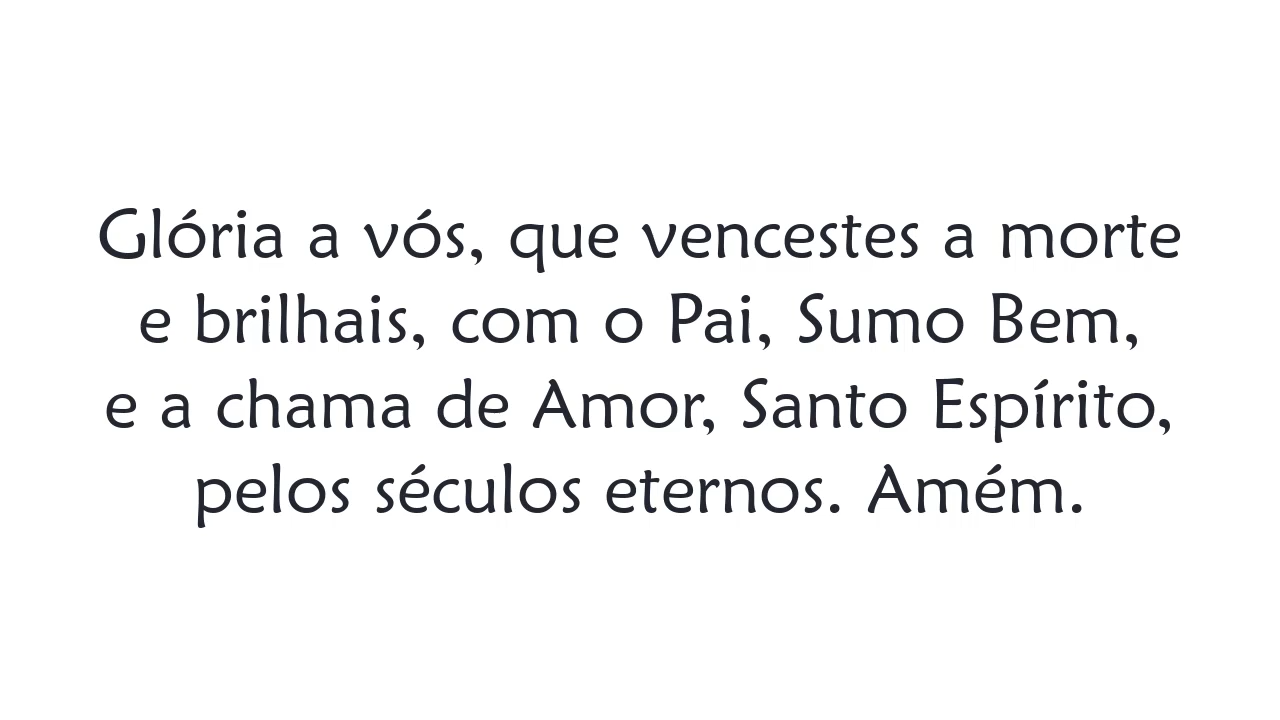 Glória a vós, que vencestes a morte
e brilhais, com o Pai, Sumo Bem,
e a chama de Amor, Santo Espírito,
pelos séculos eternos. Amém.